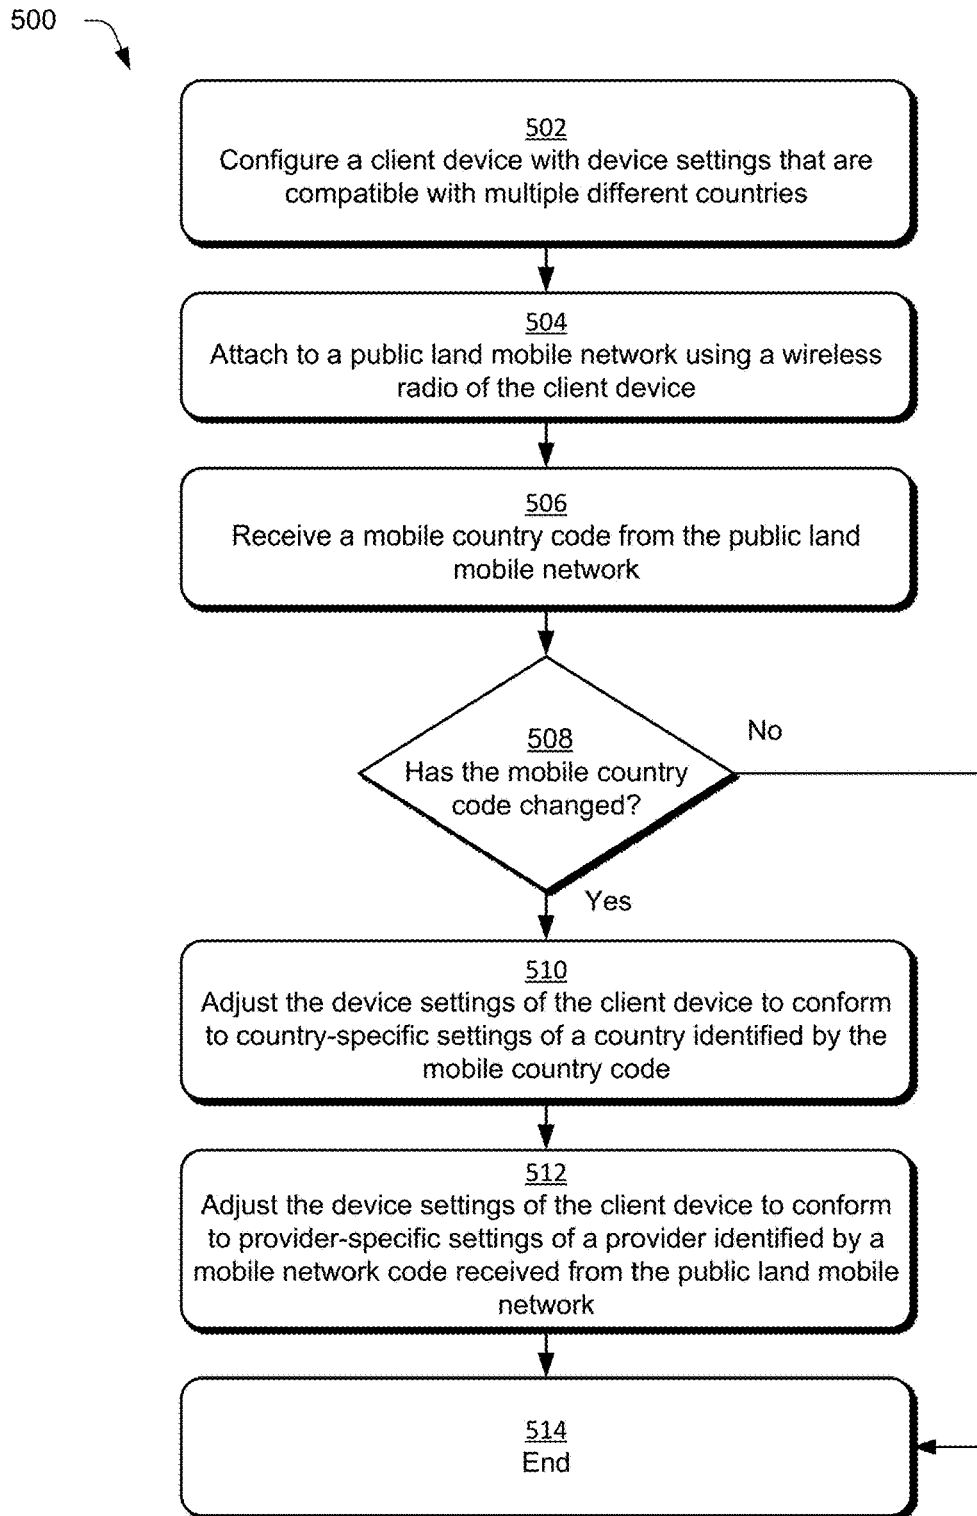 500
502
Configure a client device with device settings that are
compatible with multiple different countries
504
Attach to a public land mobile network using a wireless
radio of the client device
506
Receive a mobile country code from the public land
mobile network
508
Has the mobile country
code changed?
No
Yes
510
Adjust the device settings of the client device to conform
to country-specific settings of a country identified by the
mobile country code
512
Adjust the device settings of the client device to conform
to provider-specific settings of a provider identified by a
mobile network code received from the public land mobile
network
514
End